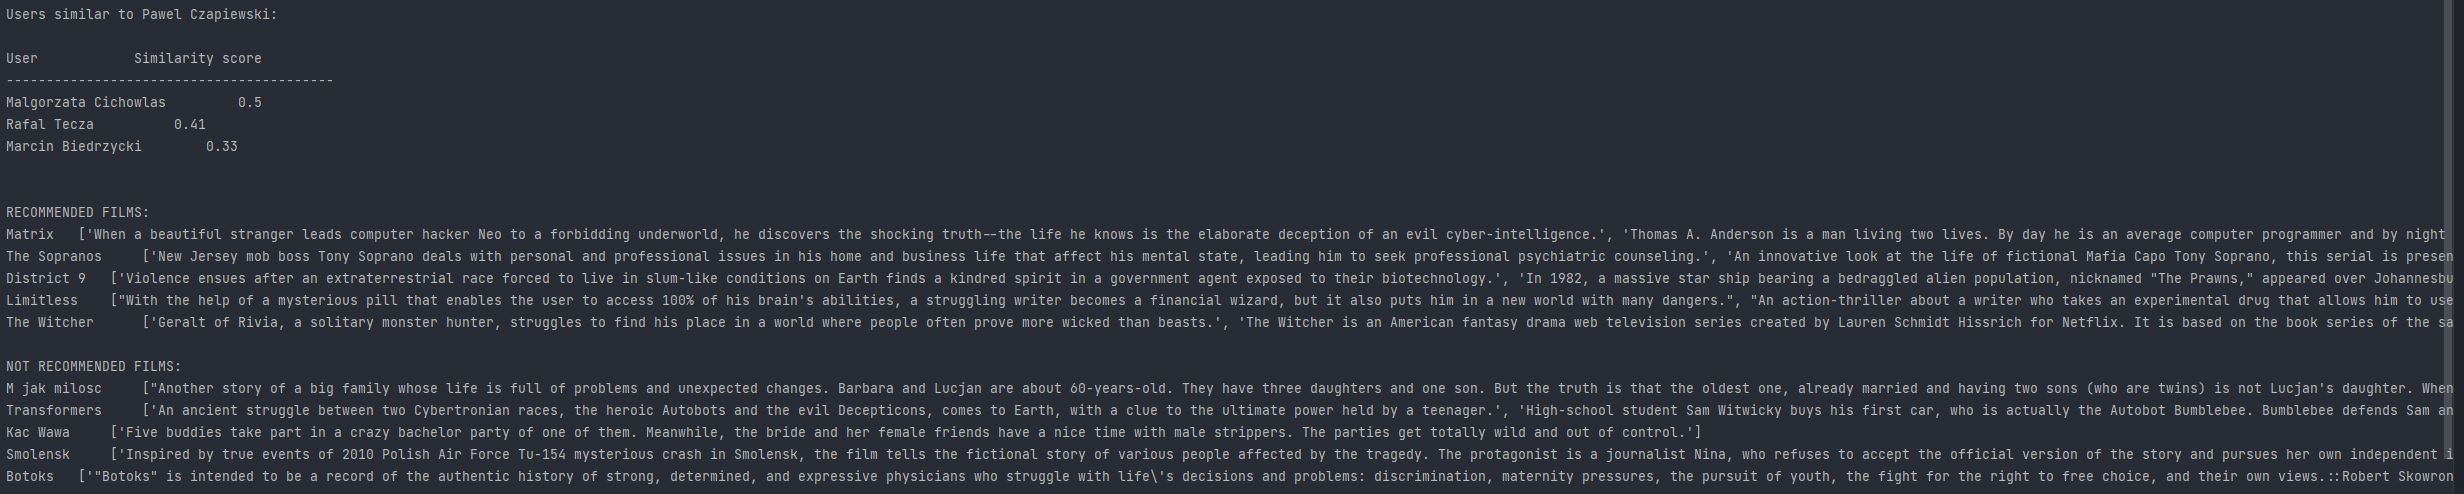 Users similar to Pawel Czapiewski:
User            Similarity score
-----------------------------------------
Malgorzata Cichowlas         0.5
Rafal Tecza          0.41
Marcin Biedrzycki        0.33
RECOMMENDED FILMS:
Matrix   ['When a beautiful stranger leads computer hacker Neo to a forbidding underworld, he discovers the shocking truth--the life he knows is the elaborate deception of an evil cyber-intelligence.', 'Thomas A. Anderson is a man living two lives. By day he is an average computer programmer and by night
The Sopranos     ['New Jersey mob boss Tony Soprano deals with personal and professional issues in his home and business life that affect his mental state, leading him to seek professional psychiatric counseling.', 'An innovative look at the life of fictional Mafia Capo Tony Soprano, this serial is presen
District 9   ['Violence ensues after an extraterrestrial race forced to live in slum-like conditions on Earth finds a kindred spirit in a government agent exposed to their biotechnology.', 'In 1982, a massive star ship bearing a bedraggled alien population, nicknamed "The Prawns," appeared over Johannesbu
Limitless    ["With the help of a mysterious pill that enables the user to access 100% of his brain's abilities, a struggling writer becomes a financial wizard, but it also puts him in a new world with many dangers.", "An action-thriller about a writer who takes an experimental drug that allows him to use
The Witcher      ['Geralt of Rivia, a solitary monster hunter, struggles to find his place in a world where people often prove more wicked than beasts.', 'The Witcher is an American fantasy drama web television series created by Lauren Schmidt Hissrich for Netflix. It is based on the book series of the sa
NOT RECOMMENDED FILMS:
M jak milosc     ["Another story of a big family whose life is full of problems and unexpected changes. Barbara and Lucjan are about 60-years-old. They have three daughters and one son. But the truth is that the oldest one, already married and having two sons (who are twins) is not Lucjan's daughter. When
Transformers     ['An ancient struggle between two Cybertronian races, the heroic Autobots and the evil Decepticons, comes to Earth, with a clue to the ultimate power held by a teenager.', 'High-school student Sam Witwicky buys his first car, who is actually the Autobot Bumblebee. Bumblebee defends Sam an
Kac Wawa     ['Five buddies take part in a crazy bachelor party of one of them. Meanwhile, the bride and her female friends have a nice time with male strippers. The parties get totally wild and out of control.']
Smolensk     ['Inspired by true events of 2010 Polish Air Force Tu-154 mysterious crash in Smolensk, the film tells the fictional story of various people affected by the tragedy. The protagonist is a journalist Nina, who refuses to accept the official version of the story and pursues her own independent i
Botoks   ['"Botoks" is intended to be a record of the authentic history of strong, determined, and expressive physicians who struggle with life\'s decisions and problems: discrimination, maternity pressures, the pursuit of youth, the fight for the right to free choice, and their own views.::Robert Skowron